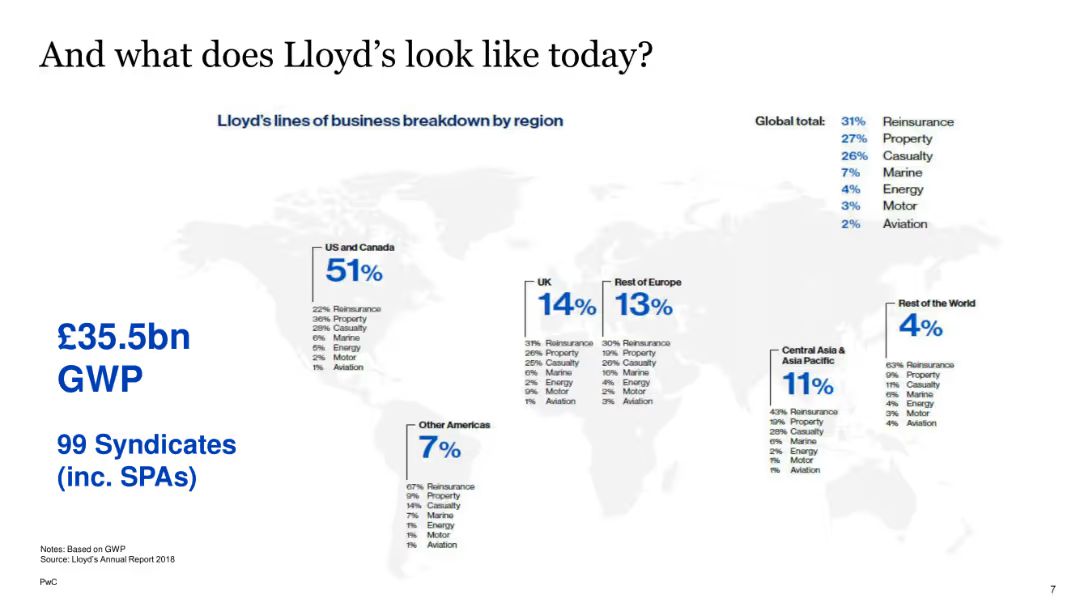 And what does Lloyd's look like today?
Lloyd's lines of business breakdown by region
Global total: 31% Reinsurance
27% Property
26% Casualty
7% Marine
4% Energy
3% Motor
2% Aviation
US and Canada
51%
22% Reinsurance
36% Property
28% Casualty
6% Marine
5% Energy
2% Motor
1% Aviation
UK
14%
31% Reinsurance
26% Property
25% Casualty
6% Marine
2% Energy
9% Motor
1% Aviation
Rest of Europe
13%
30% Reinsurance
19% Property
26% Casualty
16% Marine
4% Energy
2% Motor
3% Aviation
Rest of the World
4%
63% Reinsurance
9% Property
11% Casualty
6% Marine
4% Energy
3% Motor
4% Aviation
Central Asia &
Asia Pacific
11%
43% Reinsurance
19% Property
28% Casualty
6% Marine
2% Energy
1% Motor
1% Aviation
Other Americas
7%
67% Reinsurance
9% Property
14% Casualty
7% Marine
1% Energy
1% Motor
1% Aviation
£35.5bn
GWP
99 Syndicates
(inc. SPAs)
Notes: Based on GWP
Source: Lloyd's Annual Report 2018
PwC
7